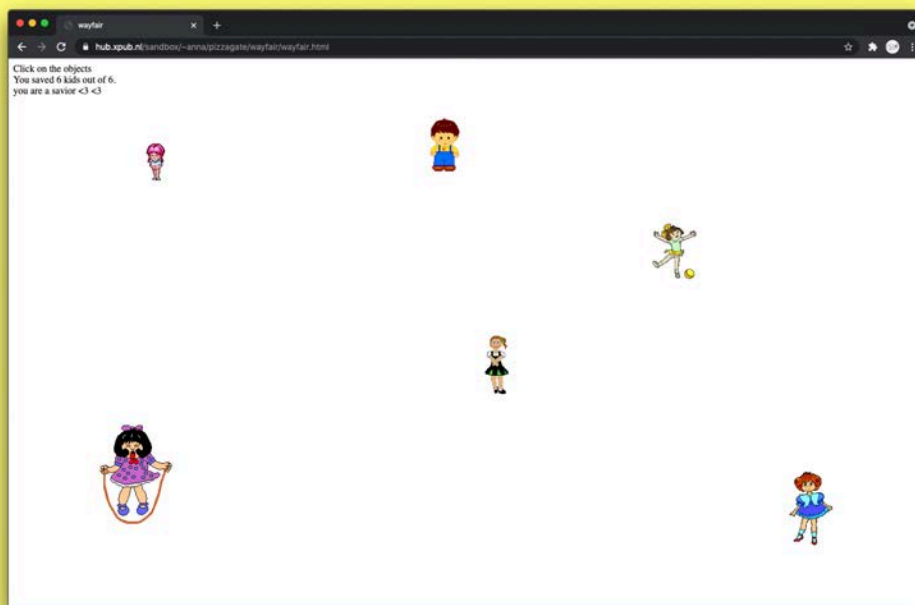 wayfair
hub.xpub.nl/sandbox/~anna/pizzagate/wayfair/wayfair.html
Click on the objects
You saved 6 kids out of 6.
you are a savior <3 <3